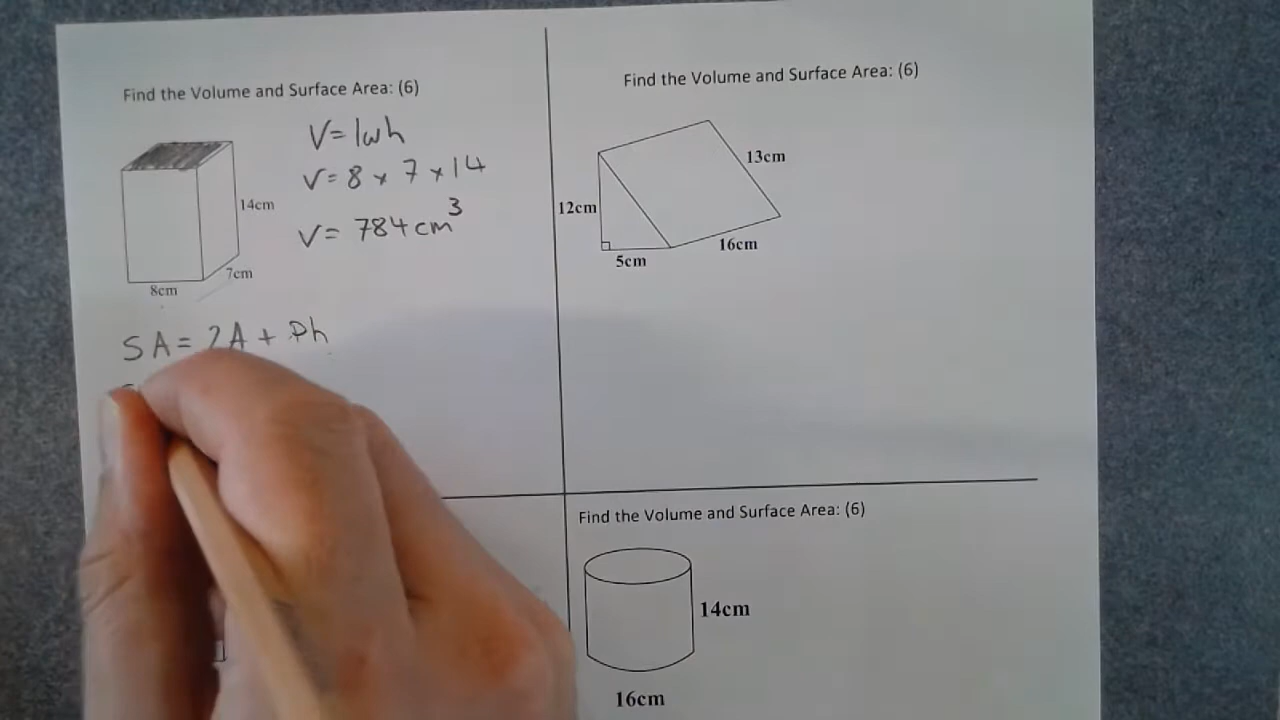 Find the Volume and Surface Area: (6)
V = lwh
V = 8 x 7 x 14
V = 784 cm³
14cm
7cm
8cm
SA = 2A + Ph
Find the Volume and Surface Area: (6)
13cm
12cm
16cm
5cm
Find the Volume and Surface Area: (6)
14cm
16cm